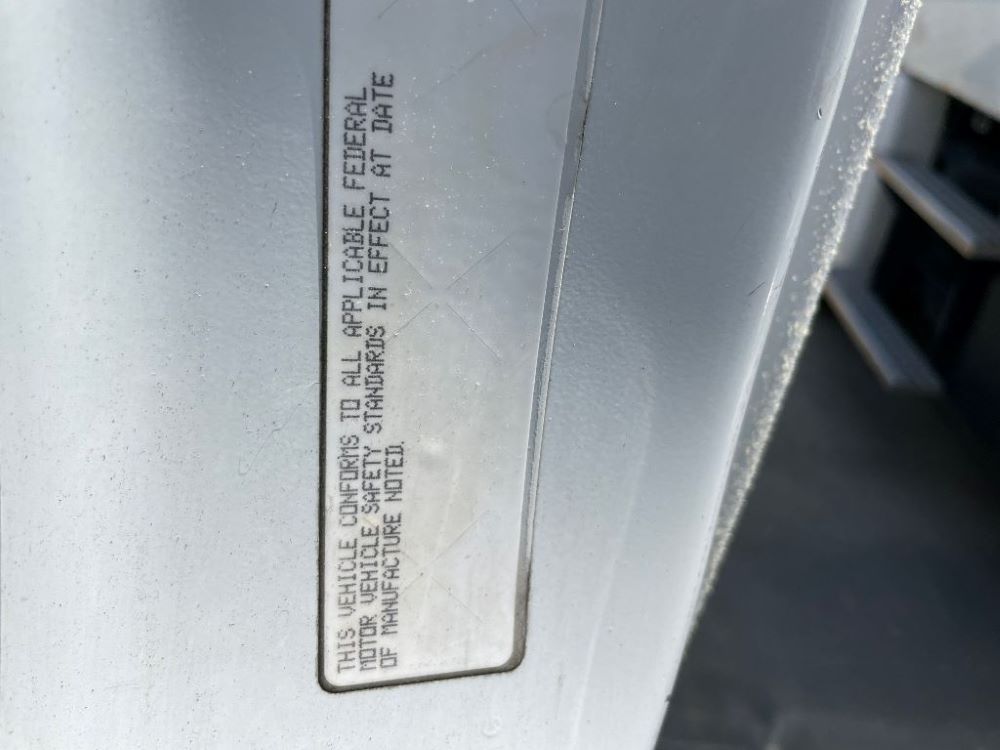 THIS VEHICLE CONFORMS TO ALL APPLICABLE FEDERAL
MOTOR VEHICLE SAFETY STANDARDS IN EFFECT AT DATE
OF MANUFACTURE NOTED.